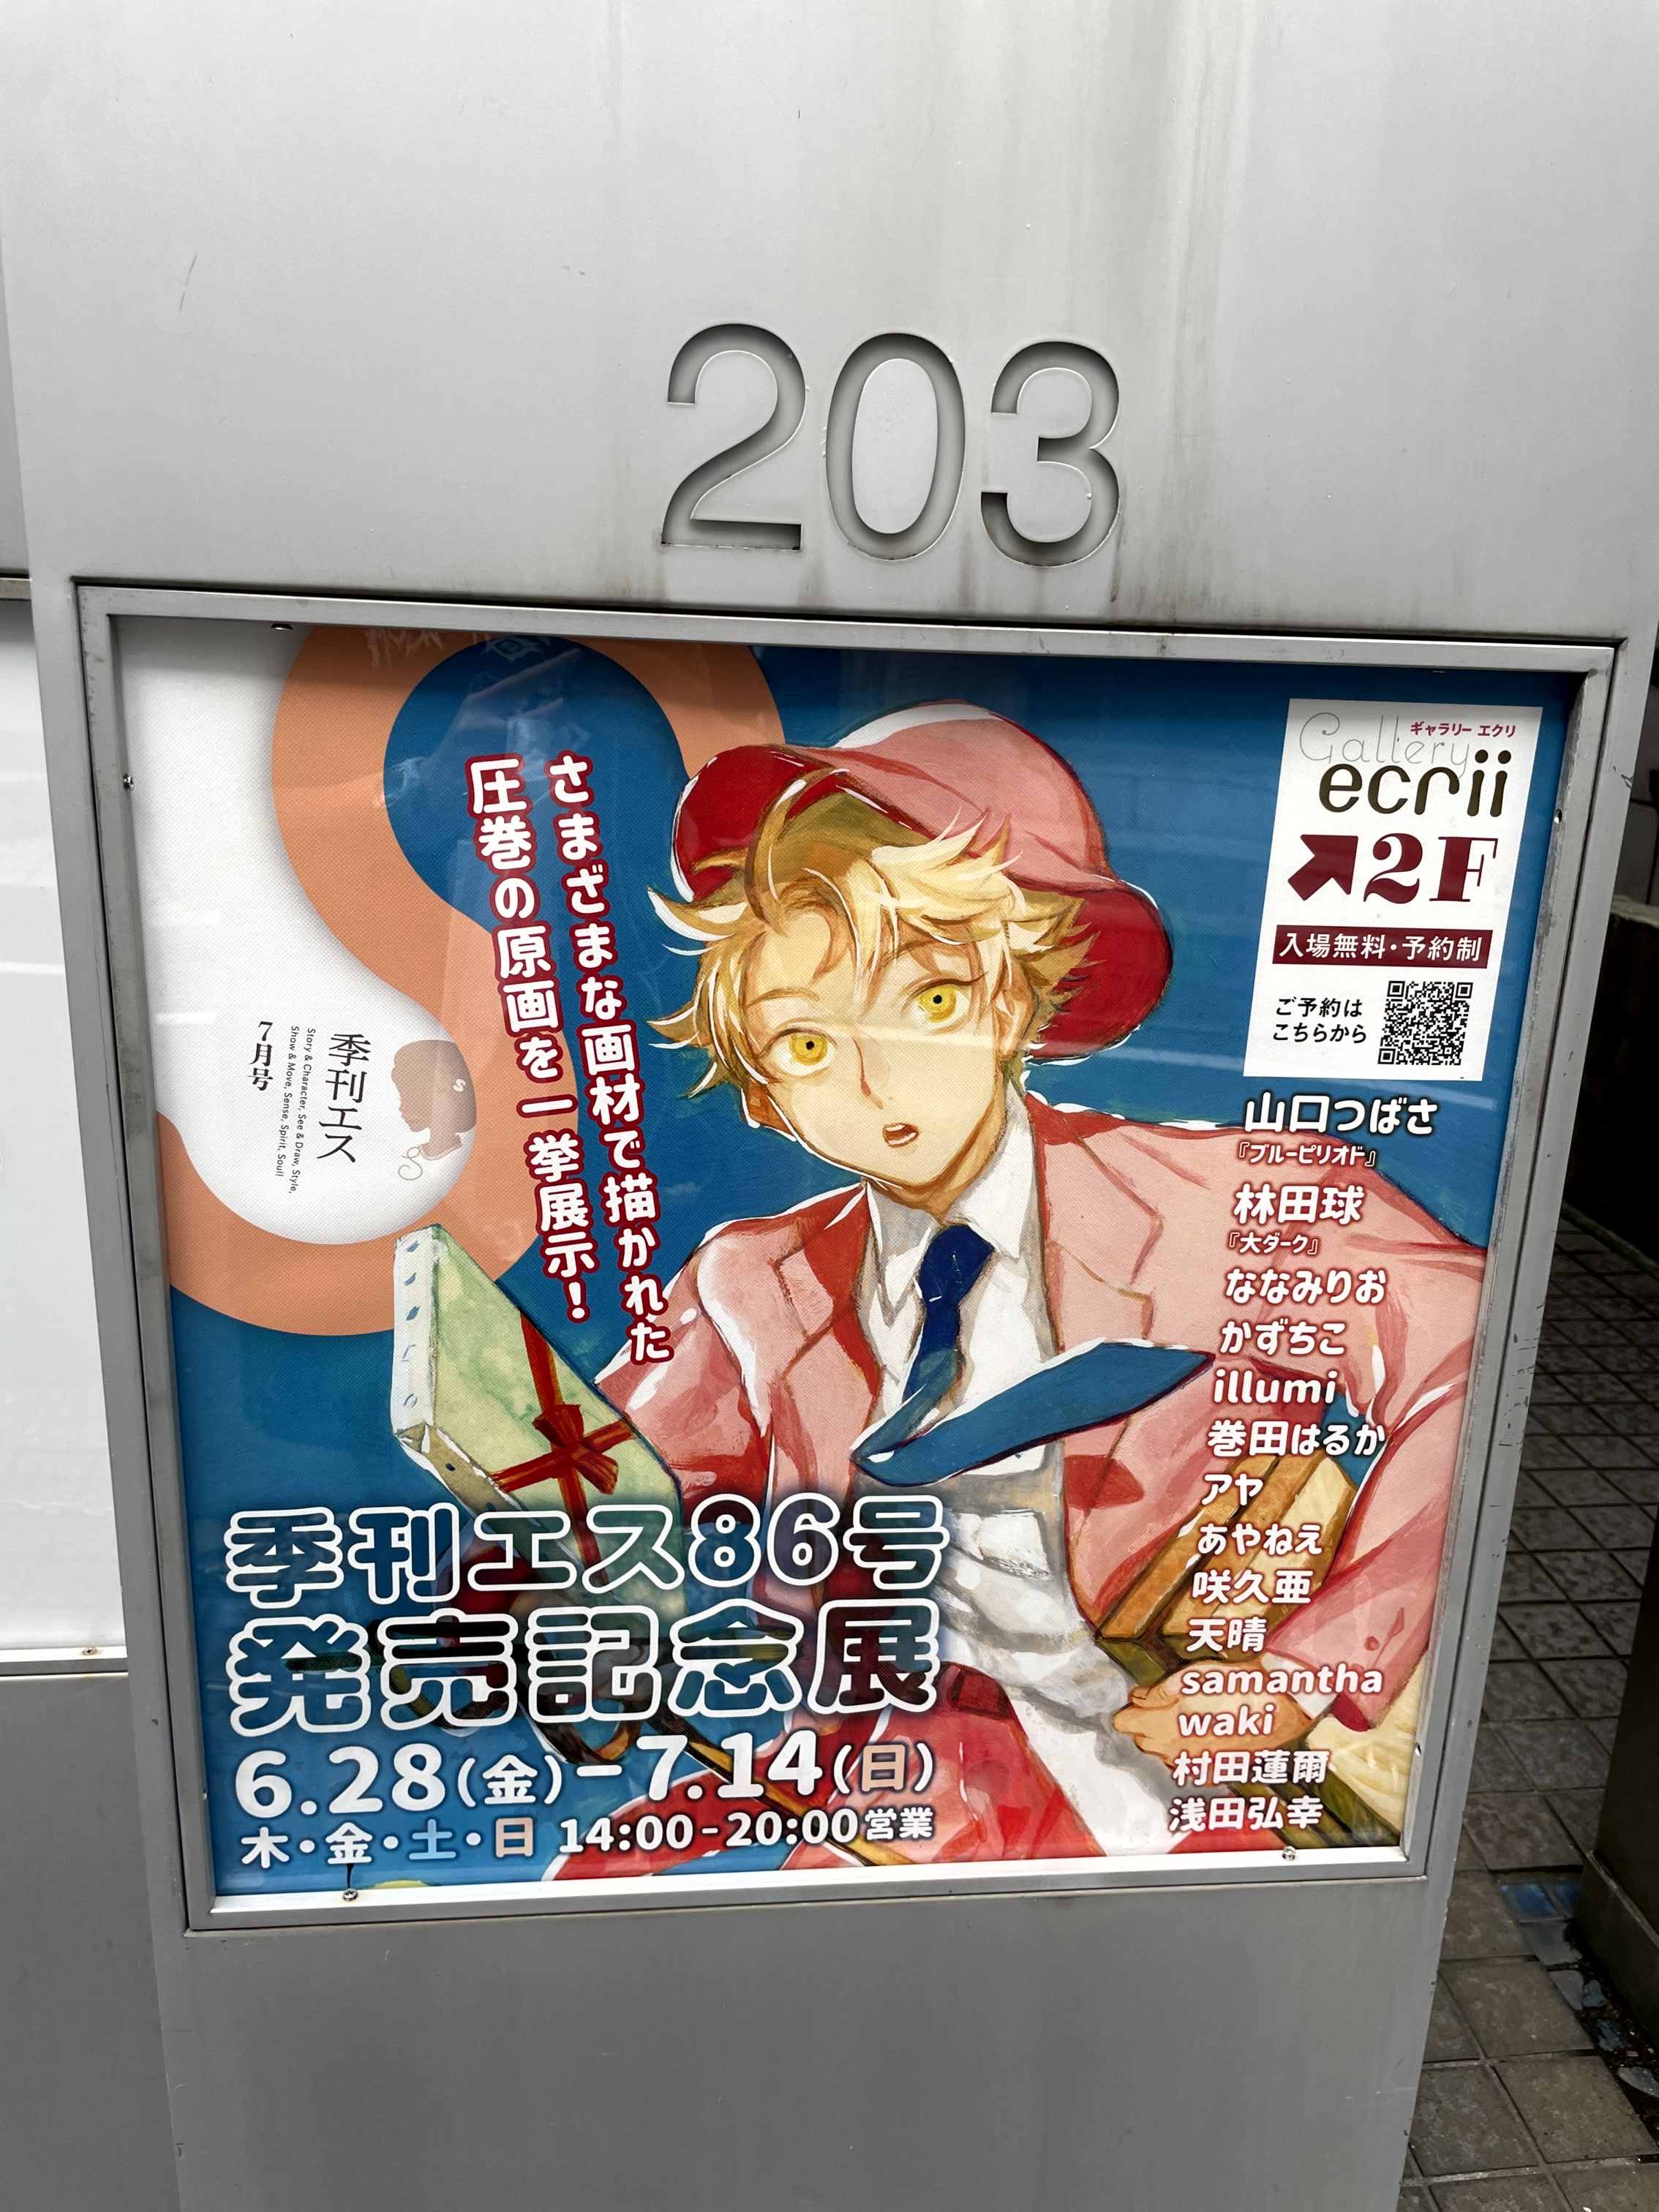 203
ギャラリー エクリ
Gallery
ecrii
2F
入場無料・予約制
ご予約は
こちらから
さまざまな画材で描かれた
圧巻の原画を一挙展示!
季刊エス
Story & Character, See & Draw, Style,
Show & Move, Sense, Spirit, Soul!
7月号
山口つばさ
『ブルーピリオド』
林田球
『大ダーク』
ななみりお
かずちこ
illumi
巻田はるか
アヤ
あやねえ
咲久亜
天晴
samantha
waki
村田蓮爾
浅田弘幸
季刊エス86号
発売記念展
6.28(金)-7.14(日)
木・金・土・日 14:00-20:00営業